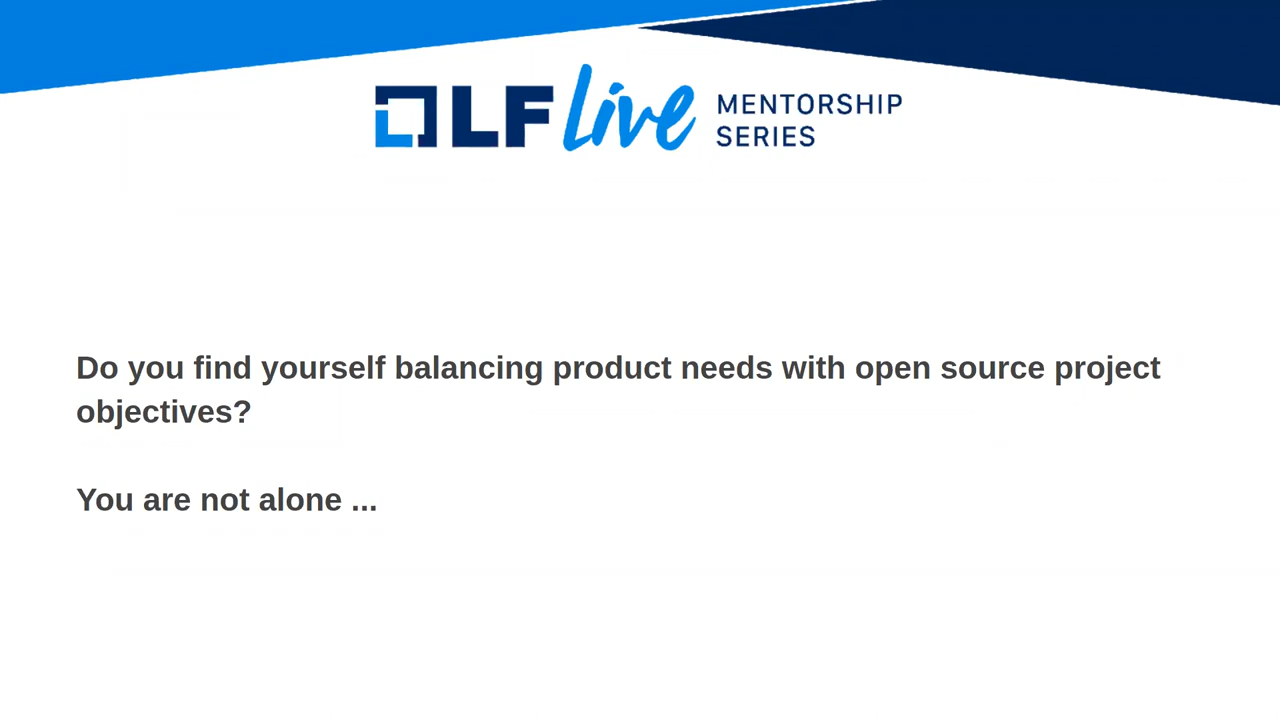 LF Live MENTORSHIP
SERIES
Do you find yourself balancing product needs with open source project
objectives?
You are not alone ...